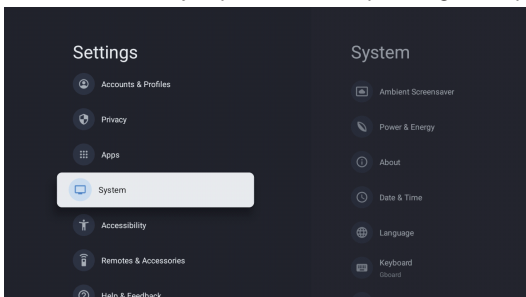 Settings
Accounts & Profiles
Privacy
Apps
System
Accessibility
Remotes & Accessories
Help & Feedback
System
Ambient Screensaver
Power & Energy
About
Date & Time
Language
Keyboard
Gboard